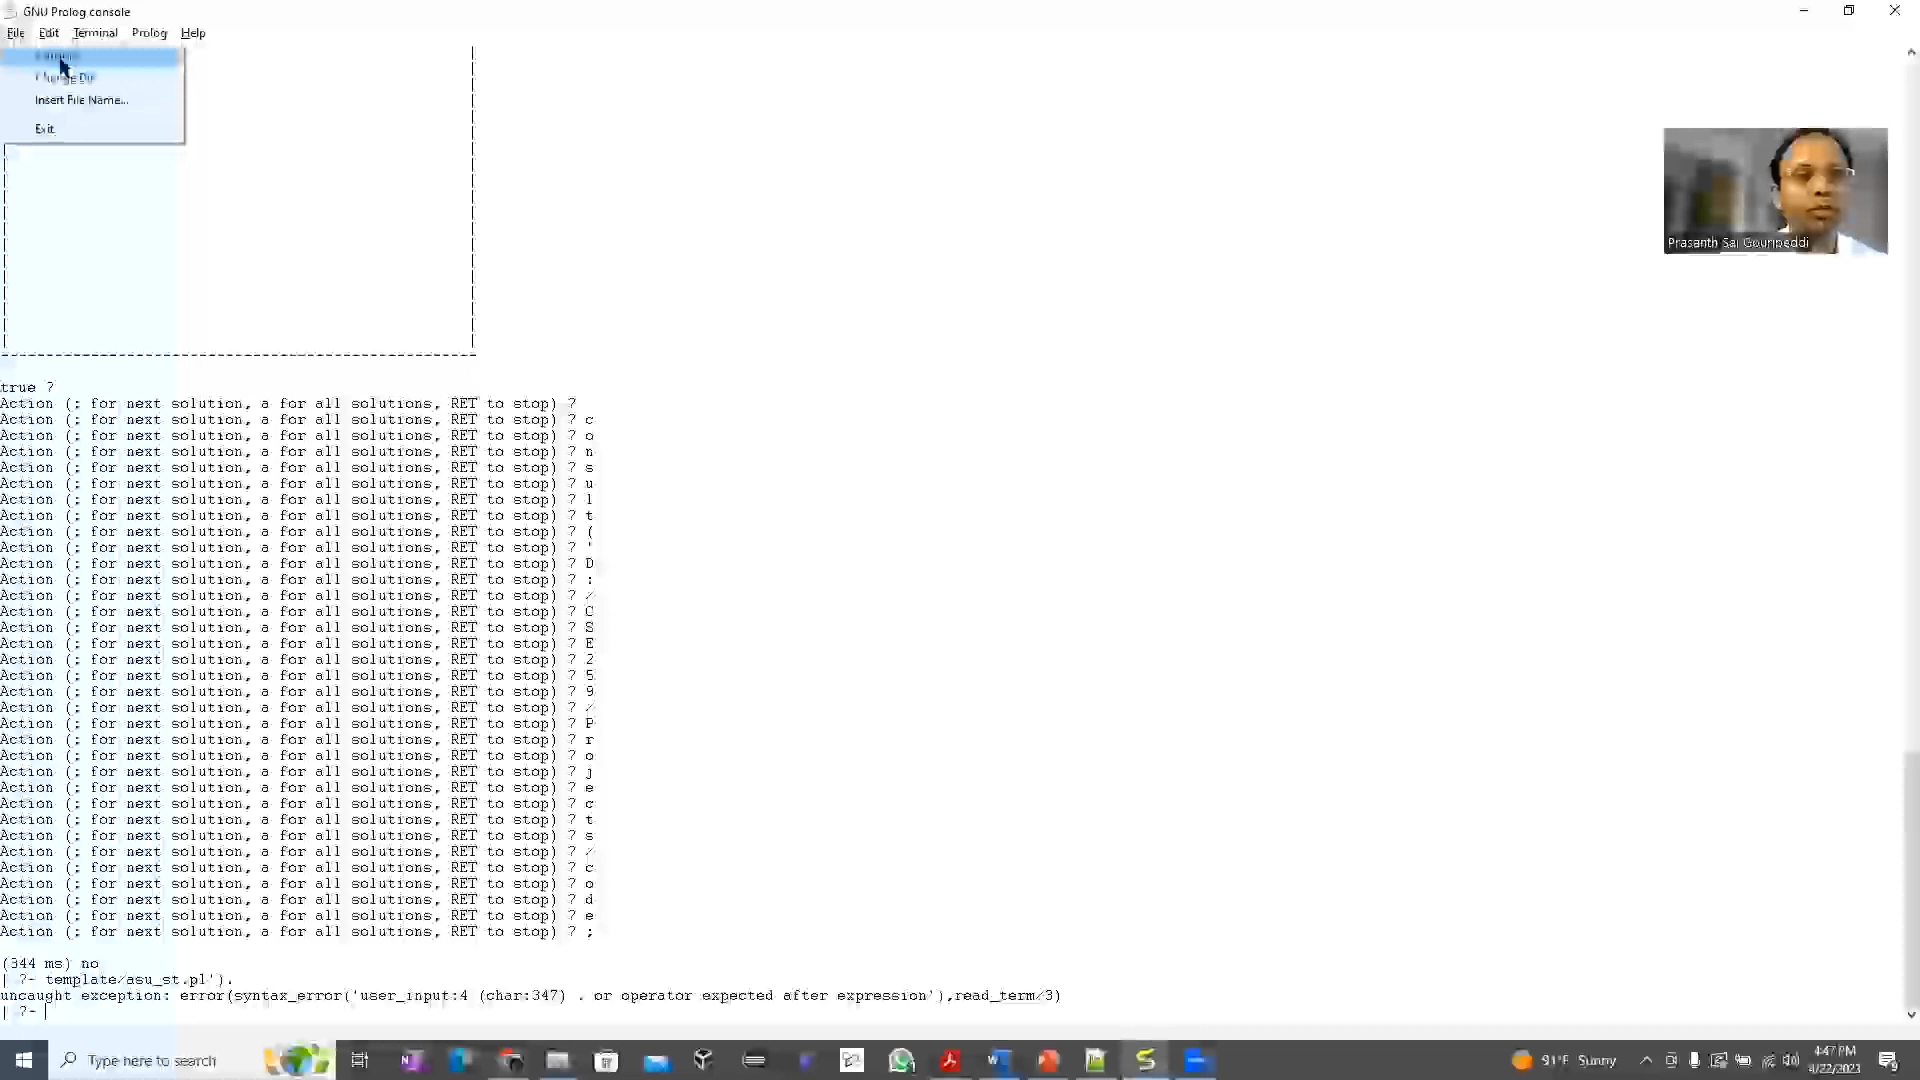 GNU Prolog console
File Edit Terminal Prolog Help
Change Dir
Insert File Name...
Exit
Prasanth Sai Gouripeddi
true ?
Action (; for next solution, a for all solutions, RET to stop) ?
Action (; for next solution, a for all solutions, RET to stop) ? c
Action (; for next solution, a for all solutions, RET to stop) ? o
Action (; for next solution, a for all solutions, RET to stop) ? n
Action (; for next solution, a for all solutions, RET to stop) ? s
Action (; for next solution, a for all solutions, RET to stop) ? u
Action (; for next solution, a for all solutions, RET to stop) ? l
Action (; for next solution, a for all solutions, RET to stop) ? t
Action (; for next solution, a for all solutions, RET to stop) ? (
Action (; for next solution, a for all solutions, RET to stop) ? '
Action (; for next solution, a for all solutions, RET to stop) ? D
Action (; for next solution, a for all solutions, RET to stop) ? :
Action (; for next solution, a for all solutions, RET to stop) ? /
Action (; for next solution, a for all solutions, RET to stop) ? C
Action (; for next solution, a for all solutions, RET to stop) ? S
Action (; for next solution, a for all solutions, RET to stop) ? E
Action (; for next solution, a for all solutions, RET to stop) ? 2
Action (; for next solution, a for all solutions, RET to stop) ? 5
Action (; for next solution, a for all solutions, RET to stop) ? 9
Action (; for next solution, a for all solutions, RET to stop) ? /
Action (; for next solution, a for all solutions, RET to stop) ? P
Action (; for next solution, a for all solutions, RET to stop) ? r
Action (; for next solution, a for all solutions, RET to stop) ? o
Action (; for next solution, a for all solutions, RET to stop) ? j
Action (; for next solution, a for all solutions, RET to stop) ? e
Action (; for next solution, a for all solutions, RET to stop) ? c
Action (; for next solution, a for all solutions, RET to stop) ? t
Action (; for next solution, a for all solutions, RET to stop) ? s
Action (; for next solution, a for all solutions, RET to stop) ? /
Action (; for next solution, a for all solutions, RET to stop) ? c
Action (; for next solution, a for all solutions, RET to stop) ? o
Action (; for next solution, a for all solutions, RET to stop) ? d
Action (; for next solution, a for all solutions, RET to stop) ? e
Action (; for next solution, a for all solutions, RET to stop) ? ;
(344 ms) no
| ?- template/asu_st.pl').
uncaught exception: error(syntax_error('user_input:4 (char:347) . or operator expected after expression'),read_term/3)
| ?-
Type here to search
91°F Sunny
4:47 PM
4/22/2023